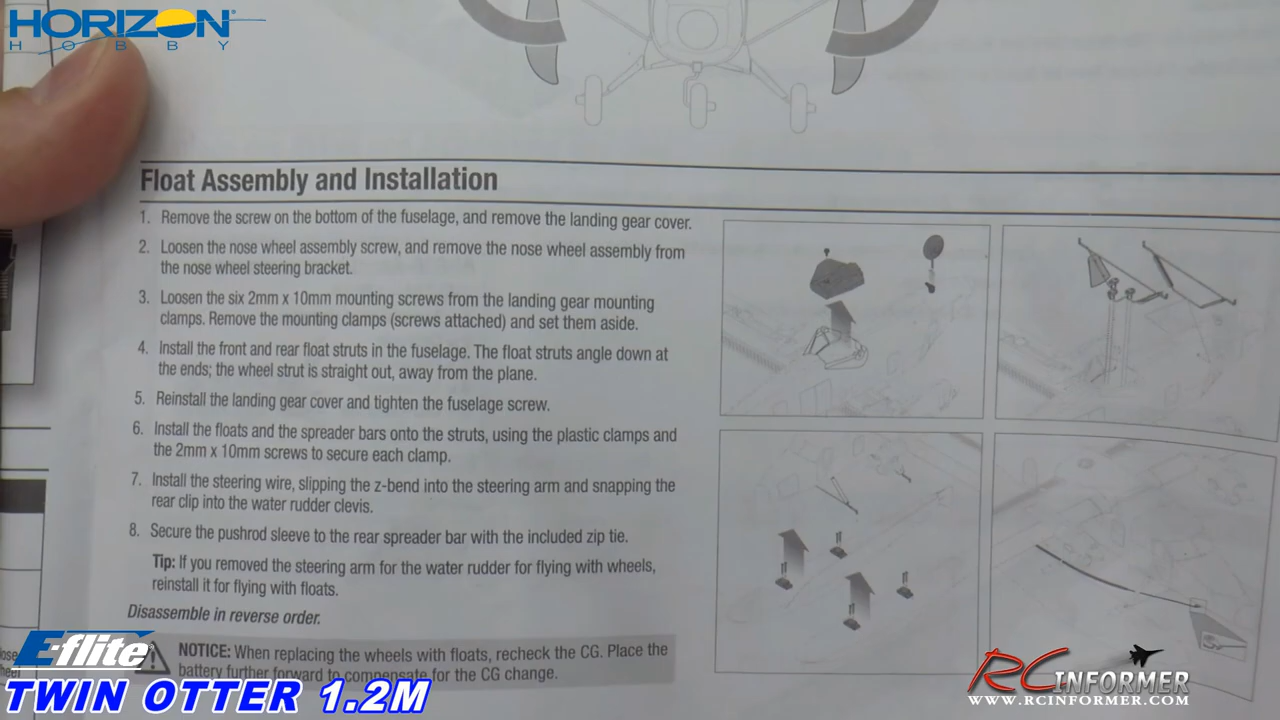 HORIZON
HOBBY
Float Assembly and Installation
1. Remove the screw on the bottom of the fuselage, and remove the landing gear cover.
2. Loosen the nose wheel assembly screw, and remove the nose wheel assembly from
the nose wheel steering bracket.
3. Loosen the six 2mm x 10mm mounting screws from the landing gear mounting
clamps. Remove the mounting clamps (screws attached) and set them aside.
4. Install the front and rear float struts in the fuselage. The float struts angle down at
the ends; the wheel strut is straight out, away from the plane.
5. Reinstall the landing gear cover and tighten the fuselage screw.
6. Install the floats and the spreader bars onto the struts, using the plastic clamps and
the 2mm x 10mm screws to secure each clamp.
7. Install the steering wire, slipping the z-bend into the steering arm and snapping the
rear clip into the water rudder clevis.
8. Secure the pushrod sleeve to the rear spreader bar with the included zip tie.
Tip: If you removed the steering arm for the water rudder for flying with wheels,
reinstall it for flying with floats.
Disassemble in reverse order.
NOTICE: When replacing the wheels with floats, recheck the CG. Place the
battery further forward to compensate for the CG change.
E-flite
TWIN OTTER 1.2M
RCINFORMER
WWW.RCINFORMER.COM